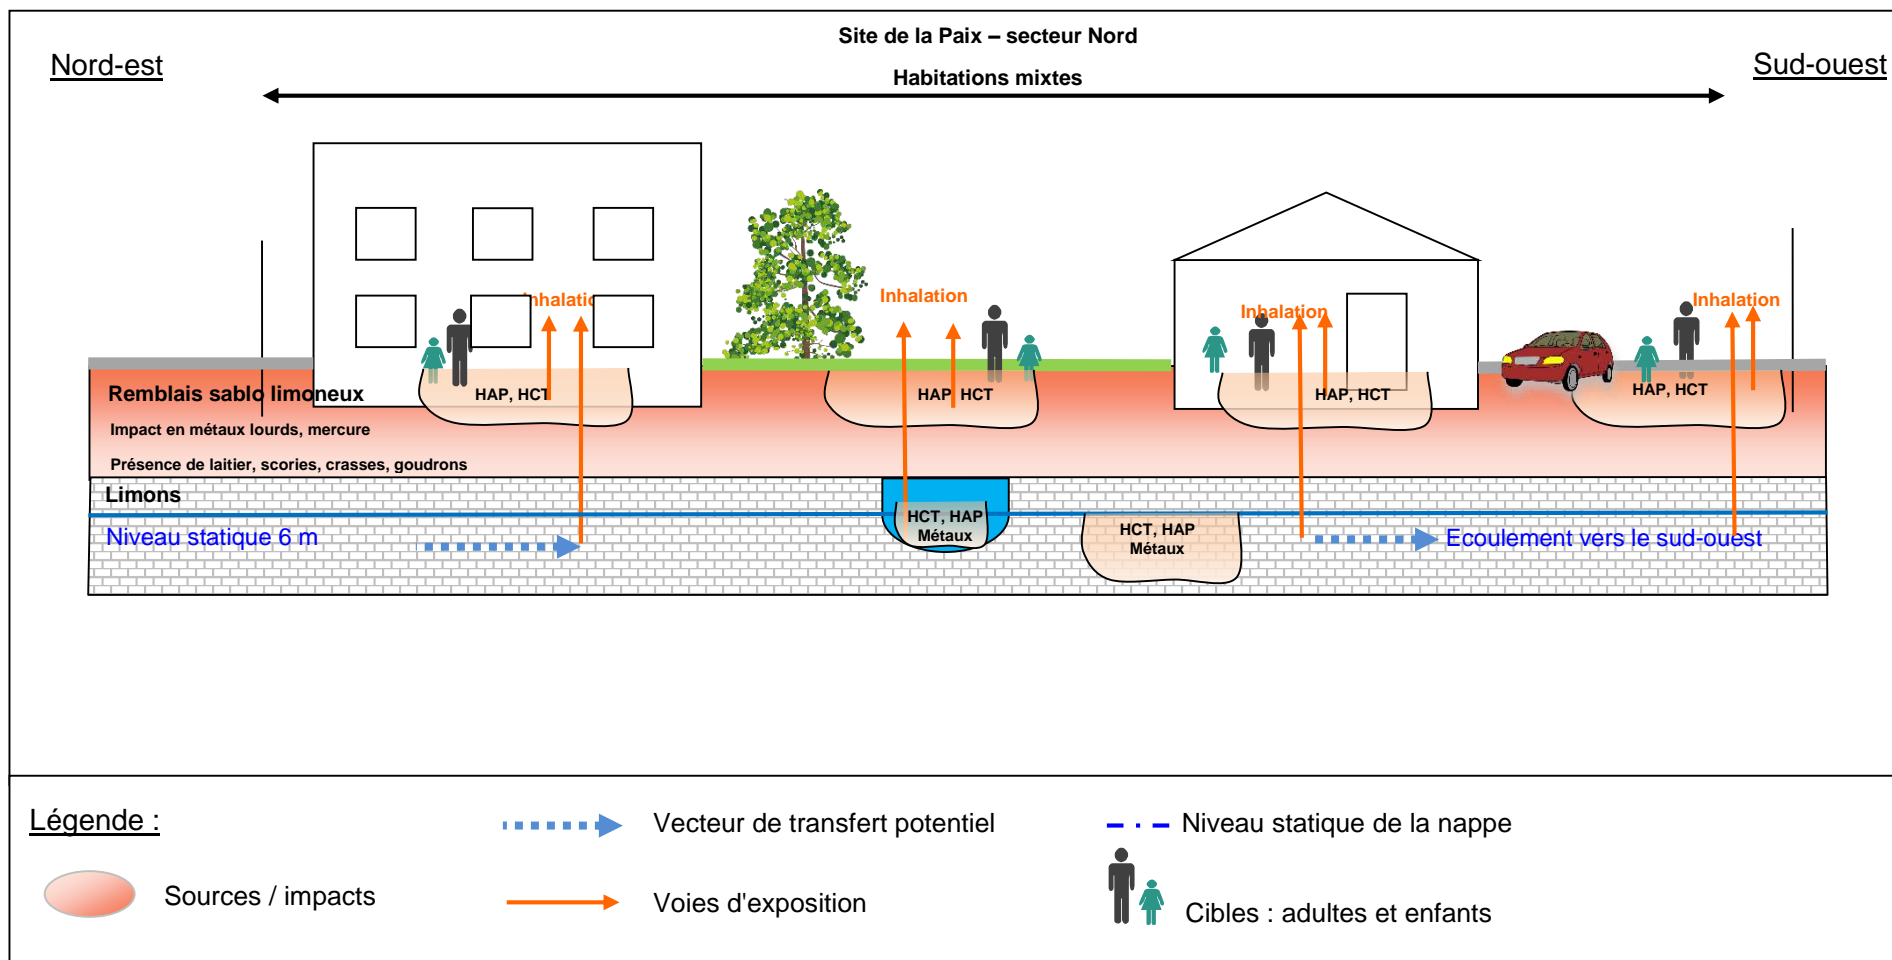 Site de la Paix – secteur Nord
Nord-est
Sud-ouest
Habitations mixtes
Inhalation
Inhalation
Inhalation
HAP, HCT
HAP, HCT
HAP, HCT
HAP, HCT
Remblais sablo limoneux
Impact en métaux lourds, mercure
Présence de laitier, scories, crasses, goudrons
Limons
HCT, HAP
Métaux
HCT, HAP
Métaux
Niveau statique 6 m
Ecoulement vers le sud-ouest
Légende :
Vecteur de transfert potentiel
Niveau statique de la nappe
Sources / impacts
Voies d'exposition
Cibles : adultes et enfants